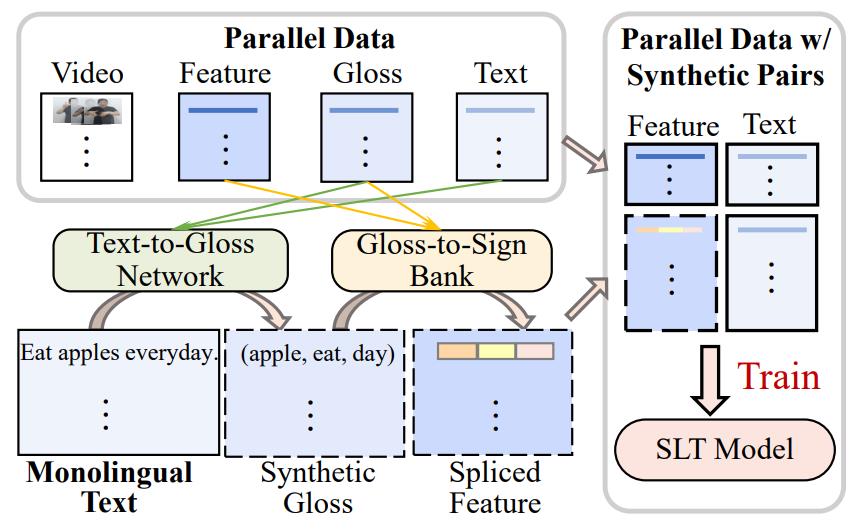 Parallel Data
Video
Feature
Gloss
Text
Text-to-Gloss
Network
Gloss-to-Sign
Bank
Eat apples everyday.
(apple, eat, day)
Monolingual
Text
Synthetic
Gloss
Spliced
Feature
Parallel Data w/
Synthetic Pairs
Feature
Text
Train
SLT Model